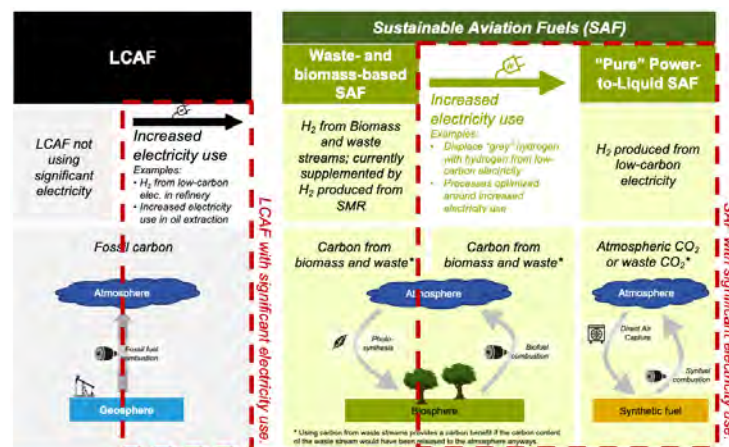 Sustainable Aviation Fuels (SAF)
LCAF
Waste- and
biomass-based
SAF
"Pure" Power-
to-Liquid SAF
LCAF not
using
significant
electricity
Increased
electricity use
Examples:
• H2 from low-carbon
elec. in refinery
• Increased electricity
use in oil extraction
H2 from Biomass
and waste
streams; currently
supplemented by
H2 produced from
SMR
Increased
electricity use
Examples:
• Displace "grey" hydrogen
with hydrogen from low-
carbon electricity
• Processes optimized
around increased
electricity use
H2 produced from
low-carbon
electricity
Fossil carbon
Atmosphere
Fossil fuel
combustion
Geosphere
LCAF with significant electricity use.
Carbon from
biomass and waste*
Carbon from
biomass and waste*
Atmosphere
Photo-
synthesis
Biofuel
combustion
Biosphere
Atmospheric CO2
or waste CO2*
Atmosphere
Direct Air
Capture
Synfuel
combustion
Synthetic fuel
SAF with significant electricity use.
* Using carbon from waste streams provides a carbon benefit if the carbon content
of the waste stream would have been released to the atmosphere anyways.